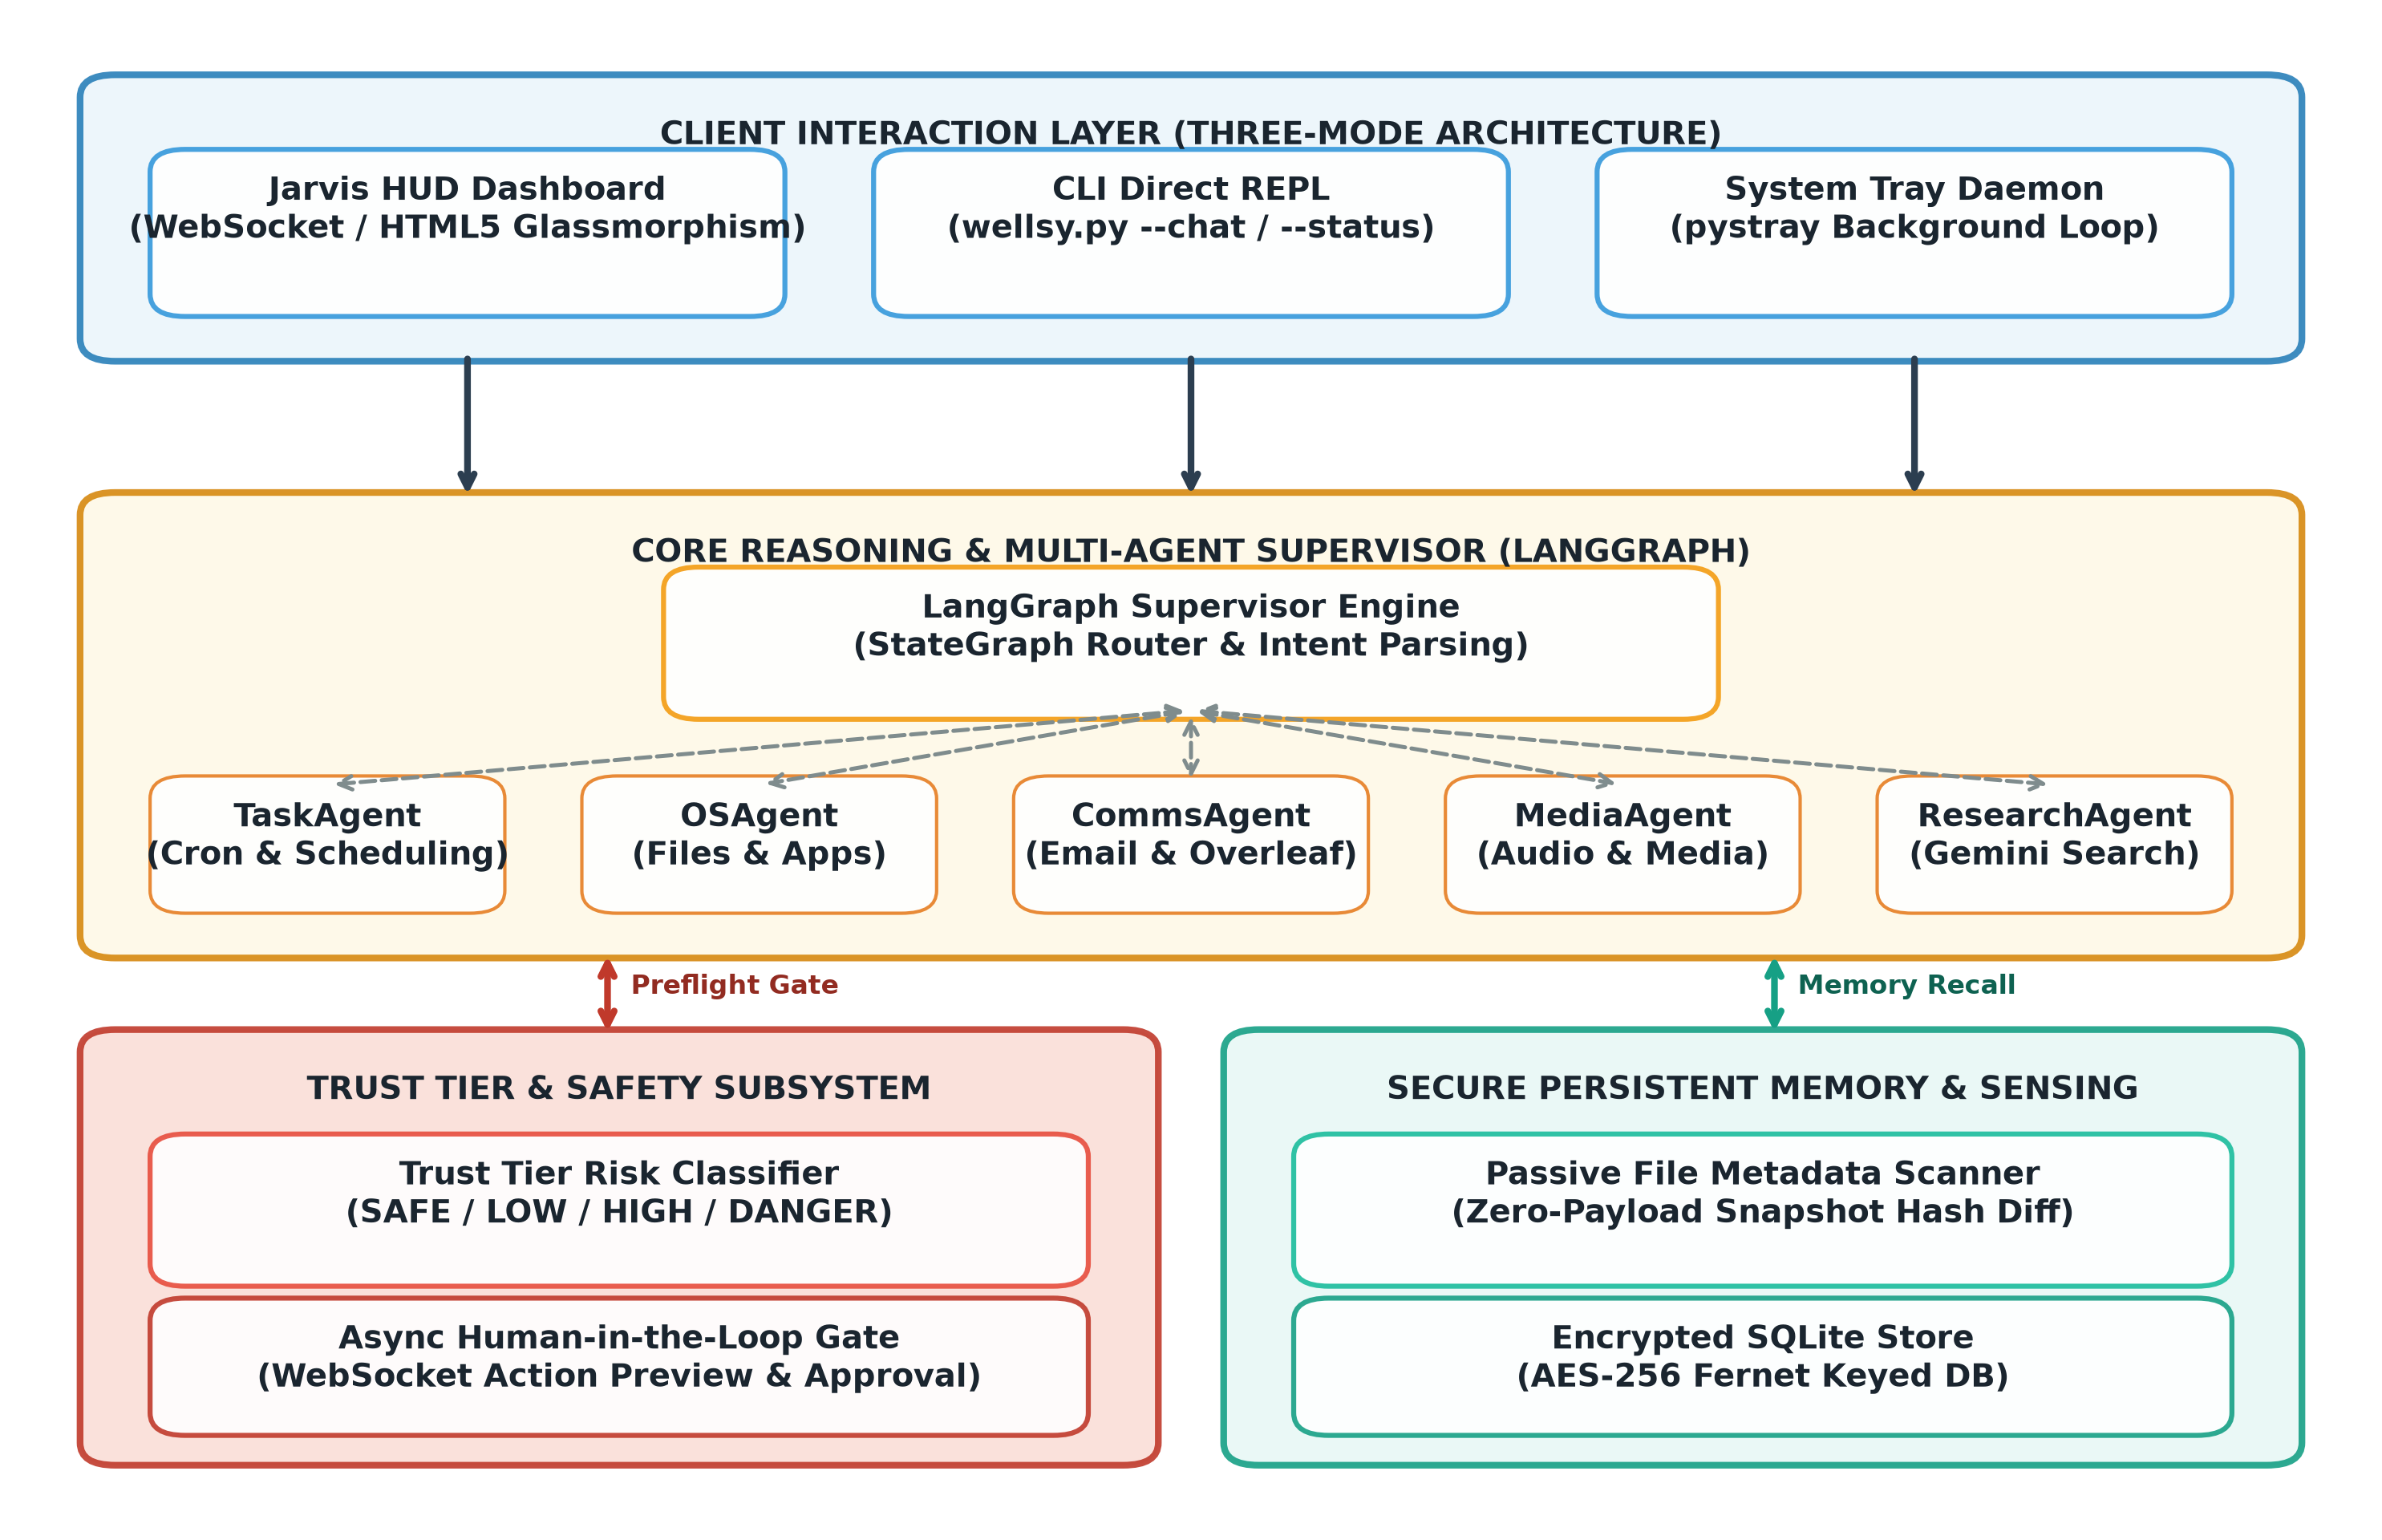 CLIENT INTERACTION LAYER (THREE-MODE ARCHITECTURE)
Jarvis HUD Dashboard
(WebSocket / HTML5 Glassmorphism)
CLI Direct REPL
(wellsy.py --chat / --status)
System Tray Daemon
(pystray Background Loop)
CORE REASONING & MULTI-AGENT SUPERVISOR (LANGGRAPH)
LangGraph Supervisor Engine
(StateGraph Router & Intent Parsing)
TaskAgent
(Cron & Scheduling)
OSAgent
(Files & Apps)
CommsAgent
(Email & Overleaf)
MediaAgent
(Audio & Media)
ResearchAgent
(Gemini Search)
Preflight Gate
Memory Recall
TRUST TIER & SAFETY SUBSYSTEM
Trust Tier Risk Classifier
(SAFE / LOW / HIGH / DANGER)
Async Human-in-the-Loop Gate
(WebSocket Action Preview & Approval)
SECURE PERSISTENT MEMORY & SENSING
Passive File Metadata Scanner
(Zero-Payload Snapshot Hash Diff)
Encrypted SQLite Store
(AES-256 Fernet Keyed DB)